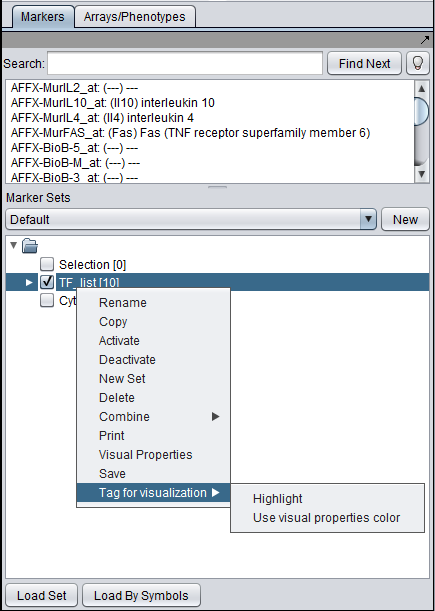 Markers Arrays/Phenotypes
Search: Find Next
AFFX-MurIL2_at: (---) ---
AFFX-MurIL10_at: (Il10) interleukin 10
AFFX-MurIL4_at: (Il4) interleukin 4
AFFX-MurFAS_at: (Fas) Fas (TNF receptor superfamily member 6)
AFFX-BioB-5_at: (---) ---
AFFX-BioB-M_at: (---) ---
AFFX-BioB-3_at: (---) ---
Marker Sets
Default New
Selection [0]
TF_list [10]
Cyt
Rename
Copy
Activate
Deactivate
New Set
Delete
Combine
Print
Visual Properties
Save
Tag for visualization
Highlight
Use visual properties color
Load Set Load By Symbols